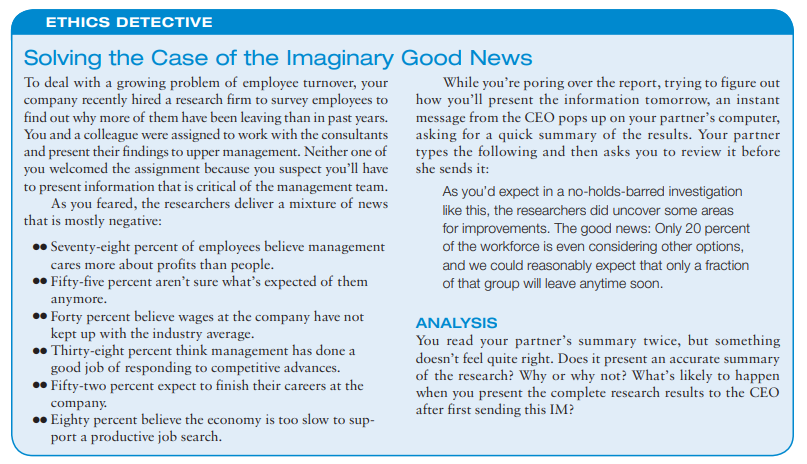 ETHICS DETECTIVE
Solving the Case of the Imaginary Good News
To deal with a growing problem of employee turnover, your
company recently hired a research firm to survey employees to
find out why more of them have been leaving than in past years.
You and a colleague were assigned to work with the consultants
and present their findings to upper management. Neither one of
you welcomed the assignment because you suspect you'll have
to present information that is critical of the management team.
As you feared, the researchers deliver a mixture of news
that is mostly negative:
●● Seventy-eight percent of employees believe management
cares more about profits than people.
●● Fifty-five percent aren't sure what's expected of them
anymore.
●● Forty percent believe wages at the company have not
kept up with the industry average.
●● Thirty-eight percent think management has done a
good job of responding to competitive advances.
●● Fifty-two percent expect to finish their careers at the
company.
●● Eighty percent believe the economy is too slow to sup-
port a productive job search.
While you're poring over the report, trying to figure out
how you'll present the information tomorrow, an instant
message from the CEO pops up on your partner's computer,
asking for a quick summary of the results. Your partner
types the following and then asks you to review it before
she sends it:
As you'd expect in a no-holds-barred investigation
like this, the researchers did uncover some areas
for improvements. The good news: Only 20 percent
of the workforce is even considering other options,
and we could reasonably expect that only a fraction
of that group will leave anytime soon.
ANALYSIS
You read your partner's summary twice, but something
doesn't feel quite right. Does it present an accurate summary
of the research? Why or why not? What's likely to happen
when you present the complete research results to the CEO
after first sending this IM?